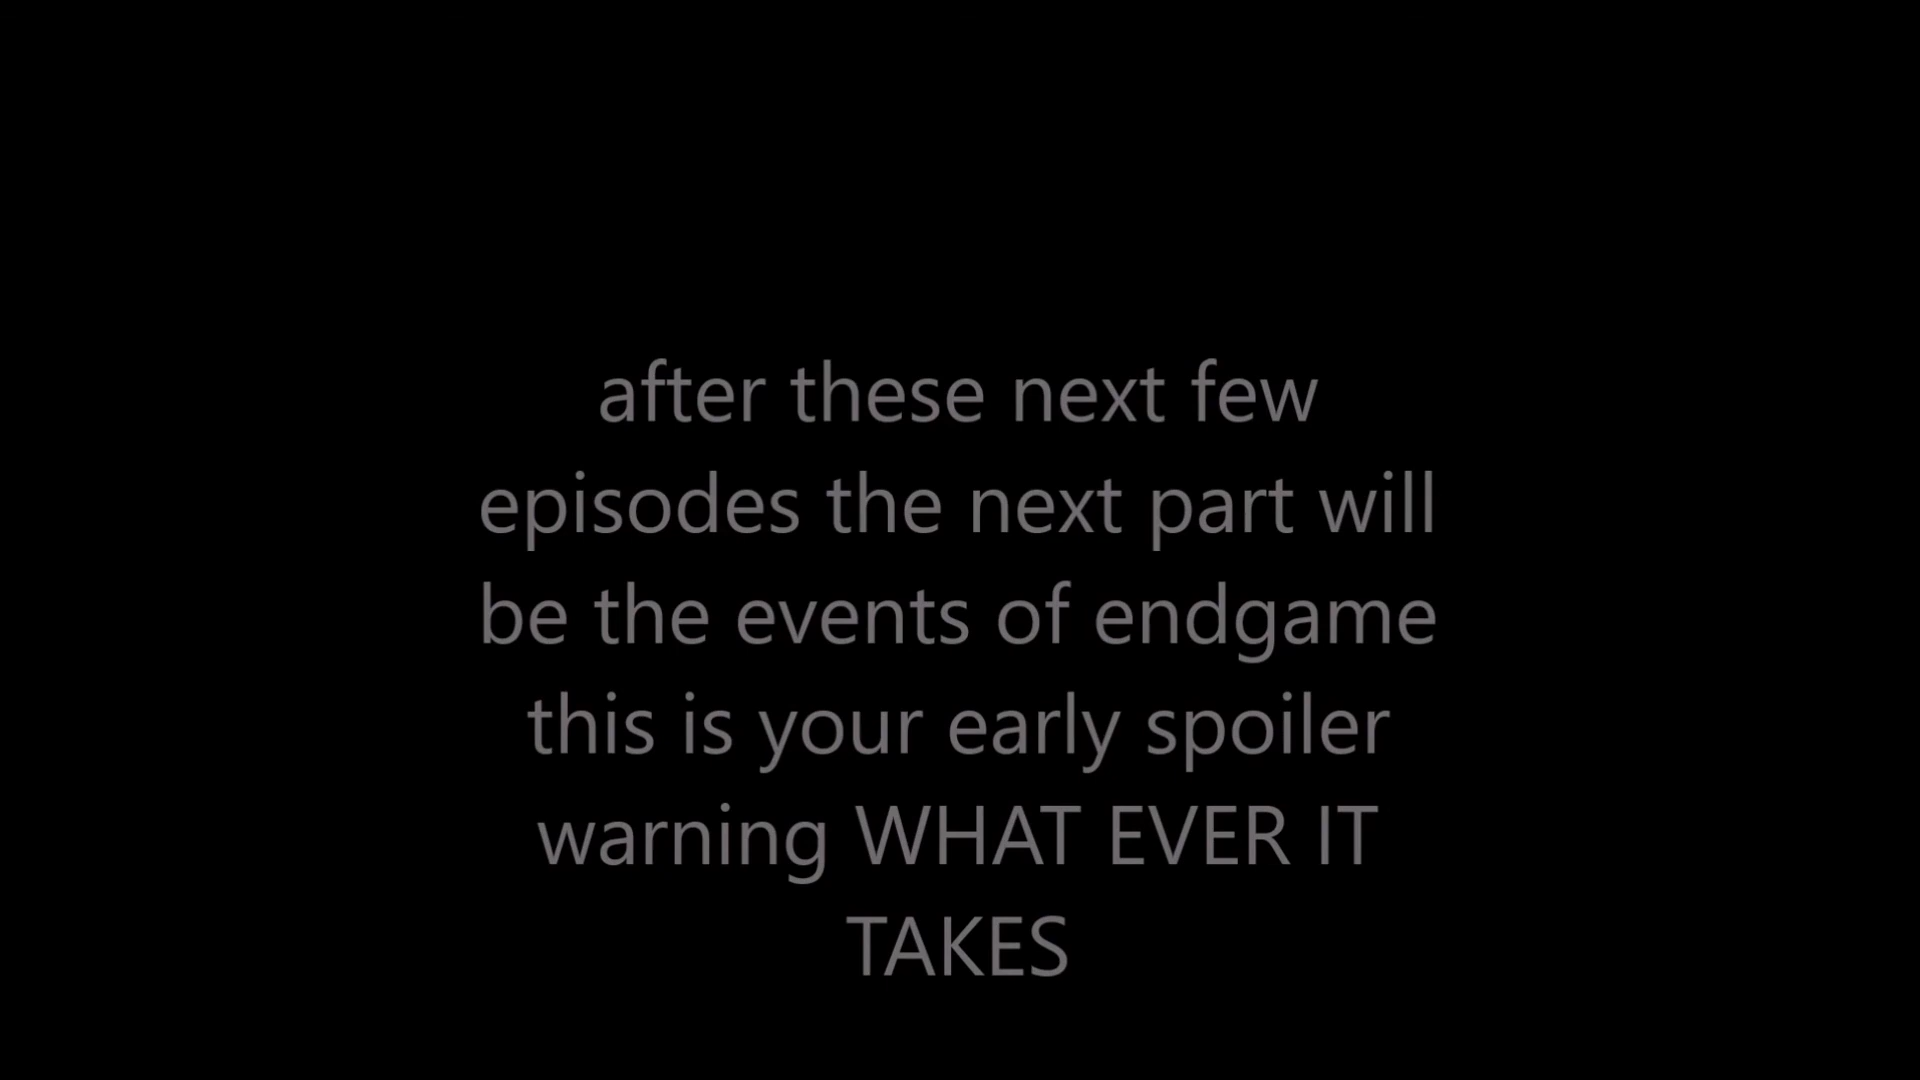 after these next few
episodes the next part will
be the events of endgame
this is your early spoiler
warning WHAT EVER IT
TAKES